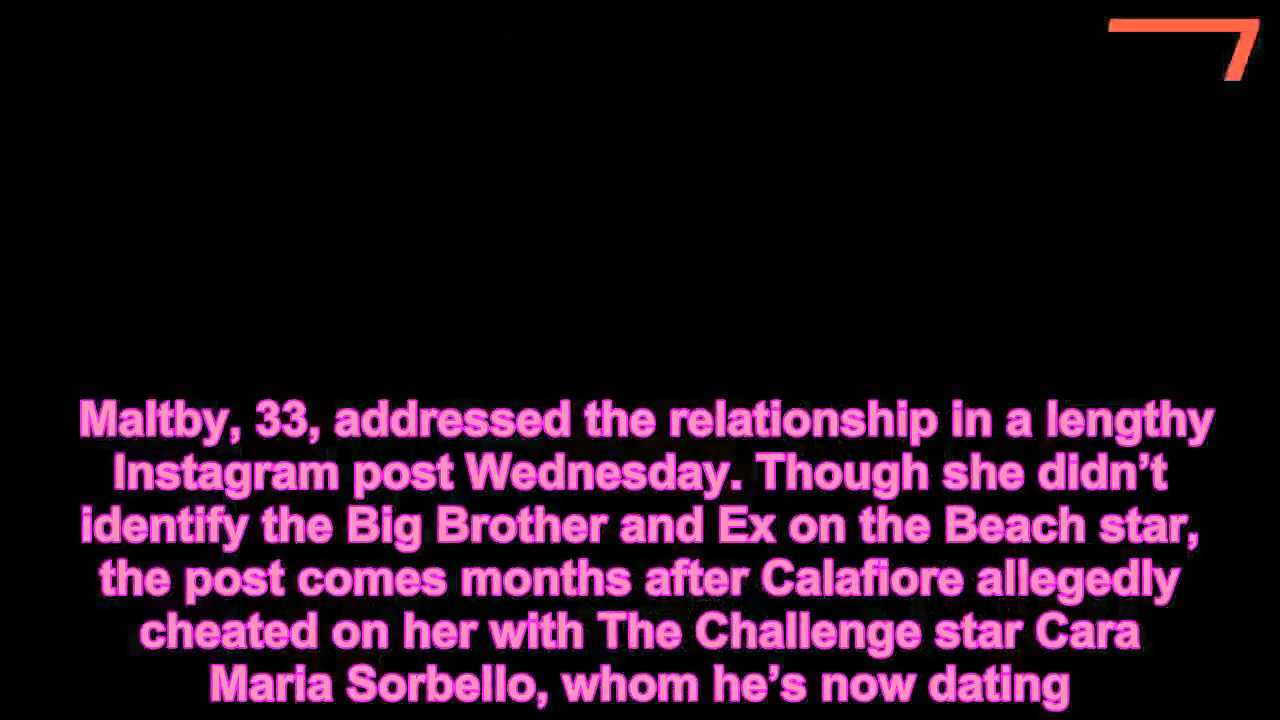 Maltby, 33, addressed the relationship in a lengthy
Instagram post Wednesday. Though she didn’t
identify the Big Brother and Ex on the Beach star,
the post comes months after Calafiore allegedly
cheated on her with The Challenge star Cara
Maria Sorbello, whom he’s now dating